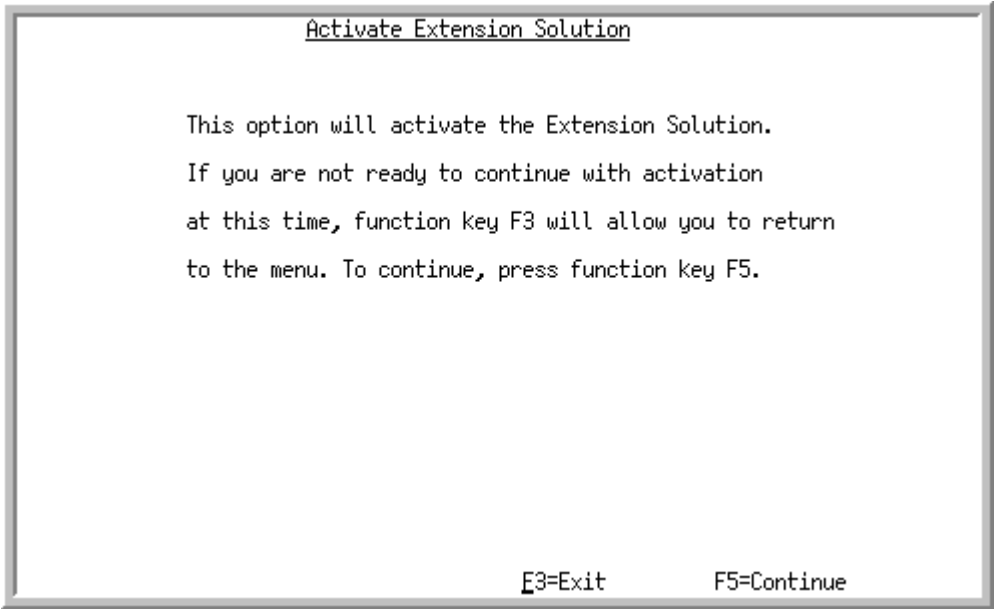 Activate Extension Solution
This option will activate the Extension Solution.
If you are not ready to continue with activation
at this time, function key F3 will allow you to return
to the menu. To continue, press function key F5.
F3=Exit F5=Continue